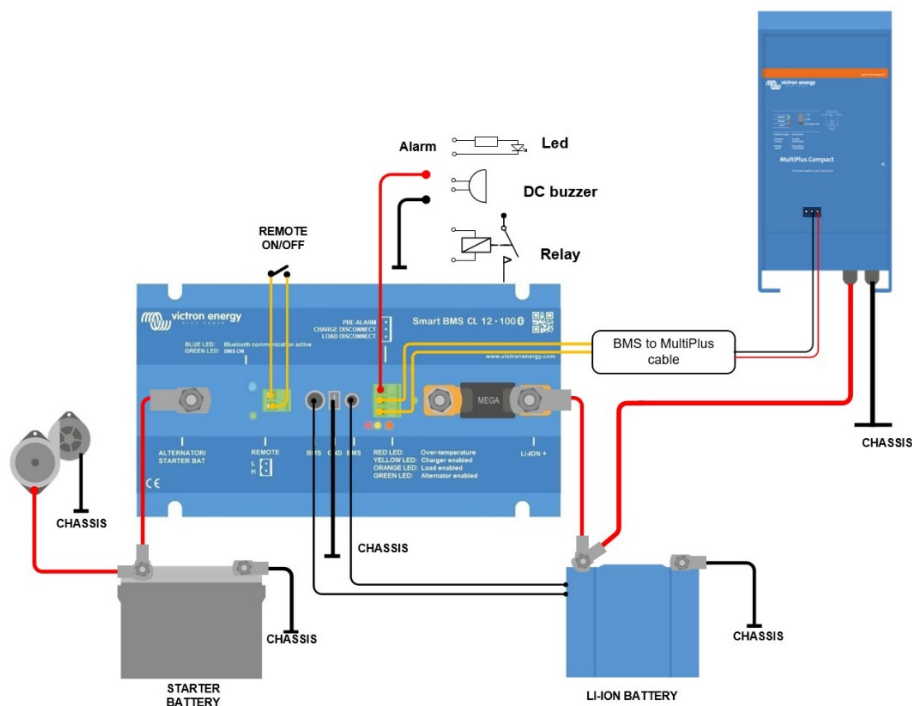 victron energy
MultiPlus Compact
Alarm
Led
DC buzzer
Relay
REMOTE
ON/OFF
victron energy
BLUE LED: Bluetooth communication active
GREEN LED: BMS ON
PRE ALARM
CHARGE DISCONNECT
LOAD DISCONNECT
Smart BMS CL 12 - 100
www.victronenergy.com
BMS to MultiPlus
cable
MEGA
CHASSIS
ALTERNATOR/
STARTER BAT
REMOTE
L
H
BMS
GND
BMS
RED LED: Over-temperature
YELLOW LED: Charger enabled
ORANGE LED: Load enabled
GREEN LED: Alternator enabled
LI-ION +
CE
CHASSIS
CHASSIS
CHASSIS
CHASSIS
STARTER
BATTERY
LI-ION BATTERY